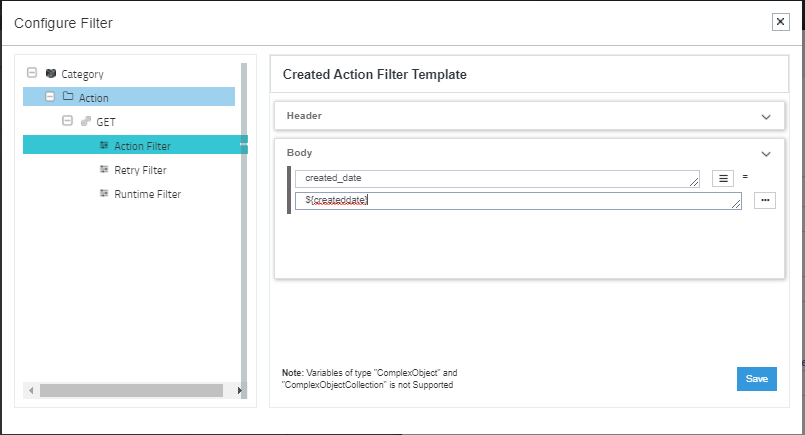 Configure Filter
Category
Action
GET
Action Filter
Retry Filter
Runtime Filter
Created Action Filter Template
Header
Body
created_date
=
${createddate}
Note: Variables of type "ComplexObject" and
"ComplexObjectCollection" is not Supported
Save